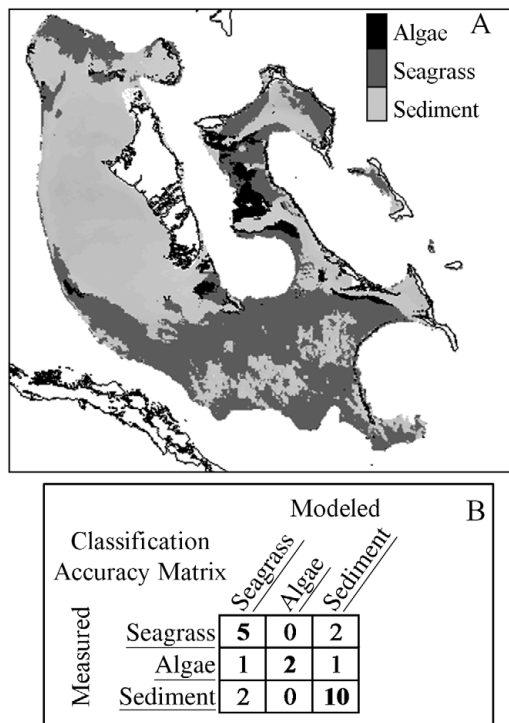 A
Algae
Seagrass
Sediment
B
Modeled
Classification
Accuracy Matrix
Seagrass Algae Sediment
Measured
Seagrass 5 0 2
Algae 1 2 1
Sediment 2 0 10